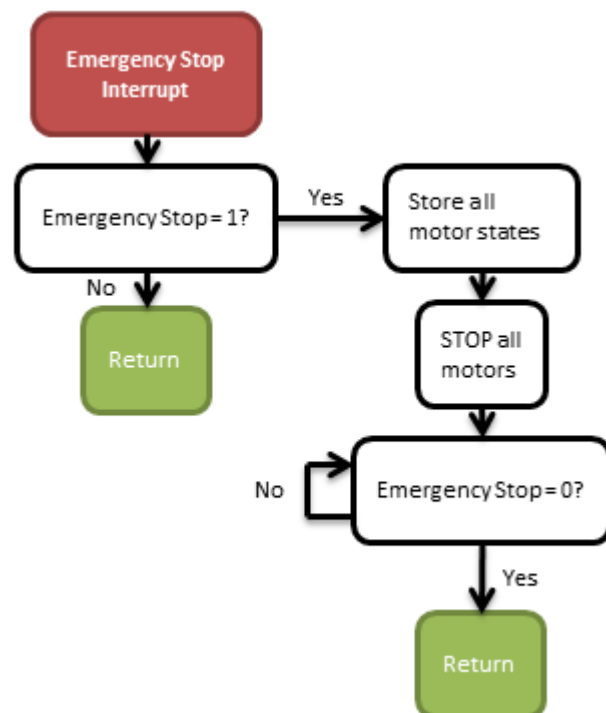 Emergency Stop
Interrupt
Emergency Stop = 1?
Yes
Store all
motor states
No
Return
STOP all
motors
Emergency Stop = 0?
No
Yes
Return